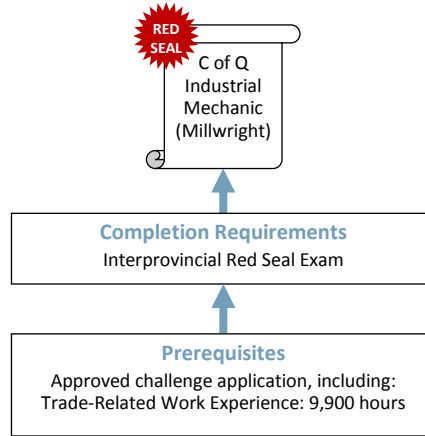 RED
SEAL
C of Q
Industrial
Mechanic
(Millwright)
Completion Requirements
Interprovincial Red Seal Exam
Prerequisites
Approved challenge application, including:
Trade-Related Work Experience: 9,900 hours